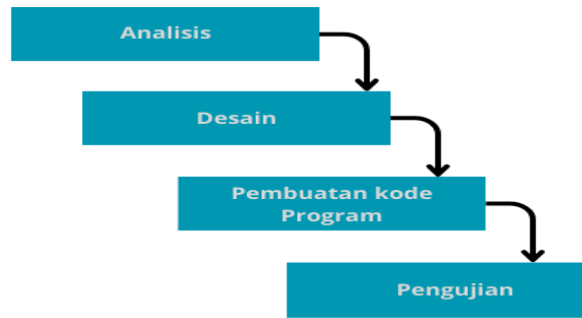 Analisis
Desain
Pembuatan kode
Program
Pengujian